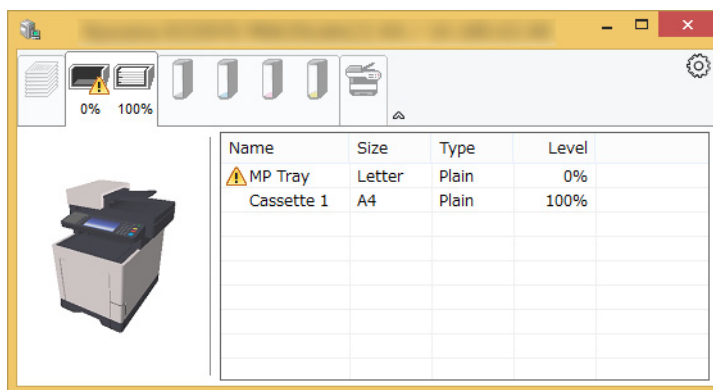 0% 100%
Name Size Type Level
MP Tray Letter Plain 0%
Cassette 1 A4 Plain 100%